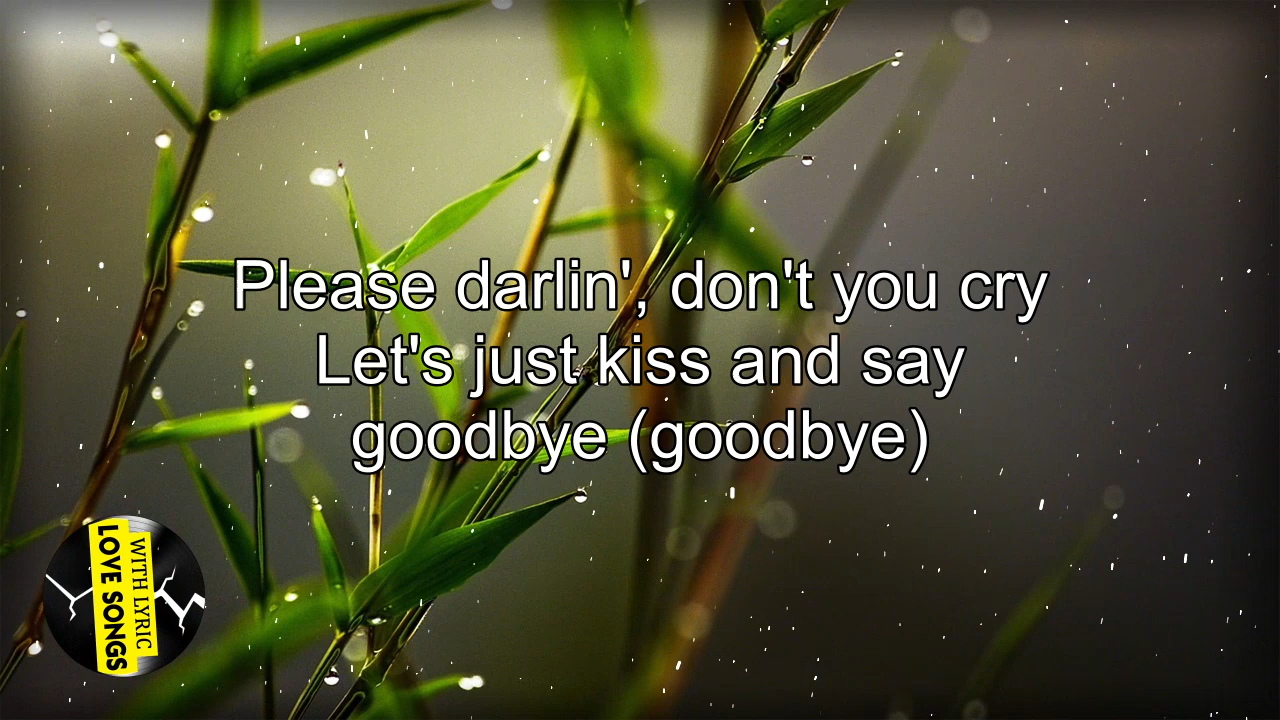 Please darlin', don't you cry
Let's just kiss and say
goodbye (goodbye)
LOVE SONGS
WITH LYRIC